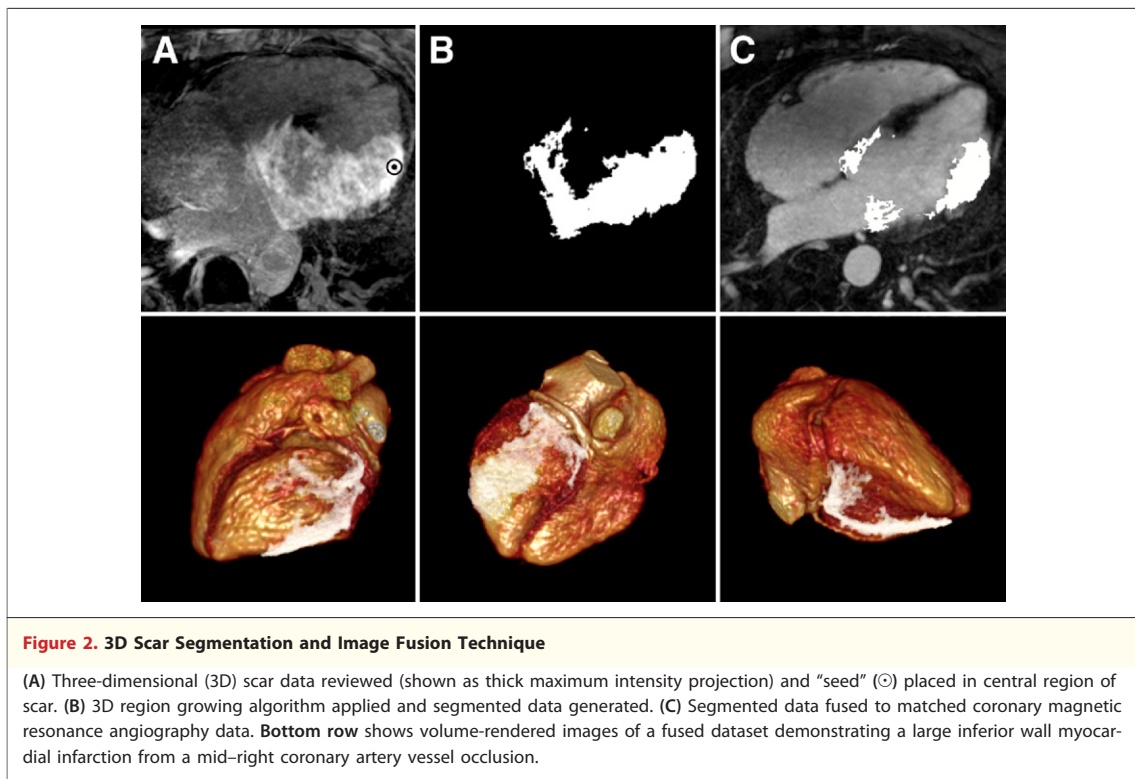 A
B
C
Figure 2. 3D Scar Segmentation and Image Fusion Technique
(A) Three-dimensional (3D) scar data reviewed (shown as thick maximum intensity projection) and “seed” (☉) placed in central region of
scar. (B) 3D region growing algorithm applied and segmented data generated. (C) Segmented data fused to matched coronary magnetic
resonance angiography data. Bottom row shows volume-rendered images of a fused dataset demonstrating a large inferior wall myocar-
dial infarction from a mid–right coronary artery vessel occlusion.